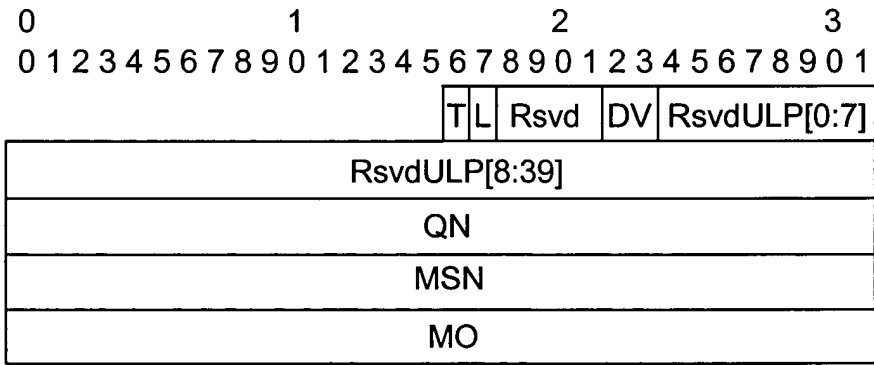 0 1 2 3
0 1 2 3 4 5 6 7 8 9 0 1 2 3 4 5 6 7 8 9 0 1 2 3 4 5 6 7 8 9 0 1
T L Rsvd DV RsvdULP[0:7]
RsvdULP[8:39]
QN
MSN
MO